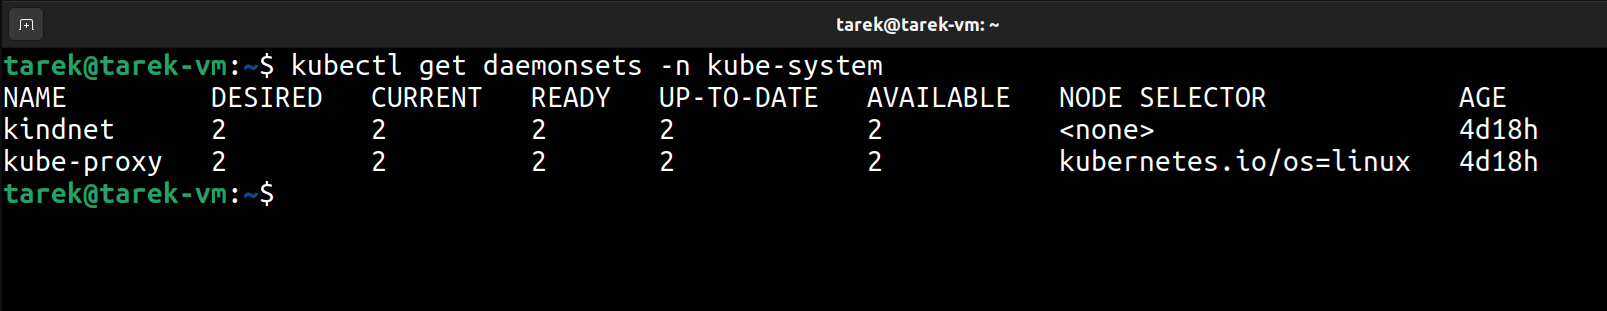 tarek@tarek-vm: ~
tarek@tarek-vm:~$ kubectl get daemonsets -n kube-system
NAME         DESIRED   CURRENT   READY   UP-TO-DATE   AVAILABLE   NODE SELECTOR            AGE
kindnet      2         2         2       2            2           <none>                   4d18h
kube-proxy   2         2         2       2            2           kubernetes.io/os=linux   4d18h
tarek@tarek-vm:~$